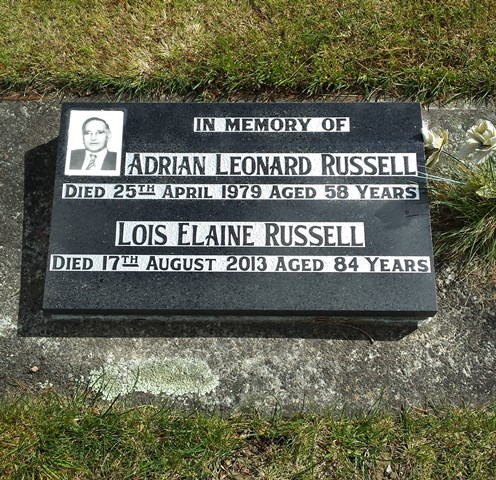 IN MEMORY OF
ADRIAN LEONARD RUSSELL
DIED 25TH APRIL 1979 AGED 58 YEARS
LOIS ELAINE RUSSELL
DIED 17TH AUGUST 2013 AGED 84 YEARS